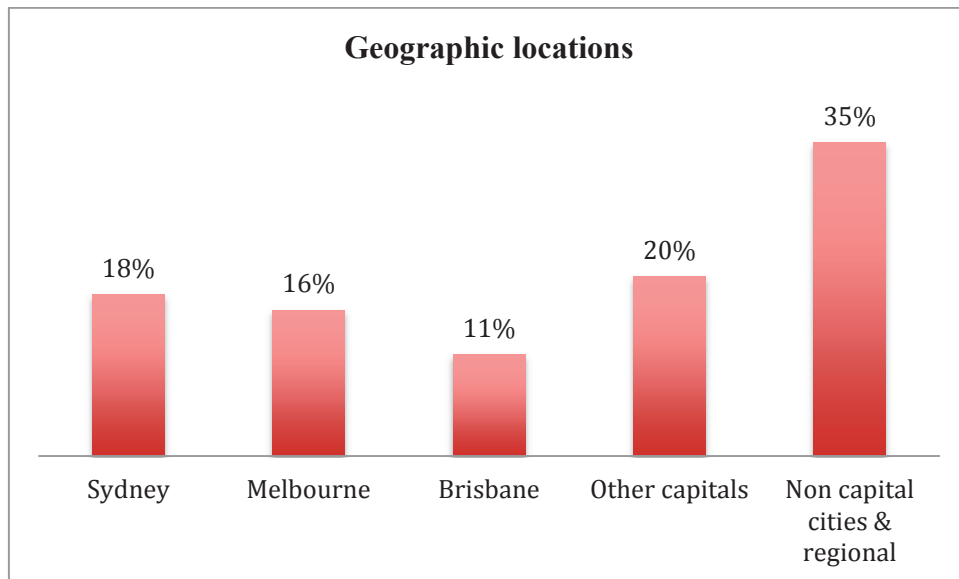 Geographic locations
35%
18%
16%
11%
20%
Sydney
Melbourne
Brisbane
Other capitals
Non capital
cities &
regional